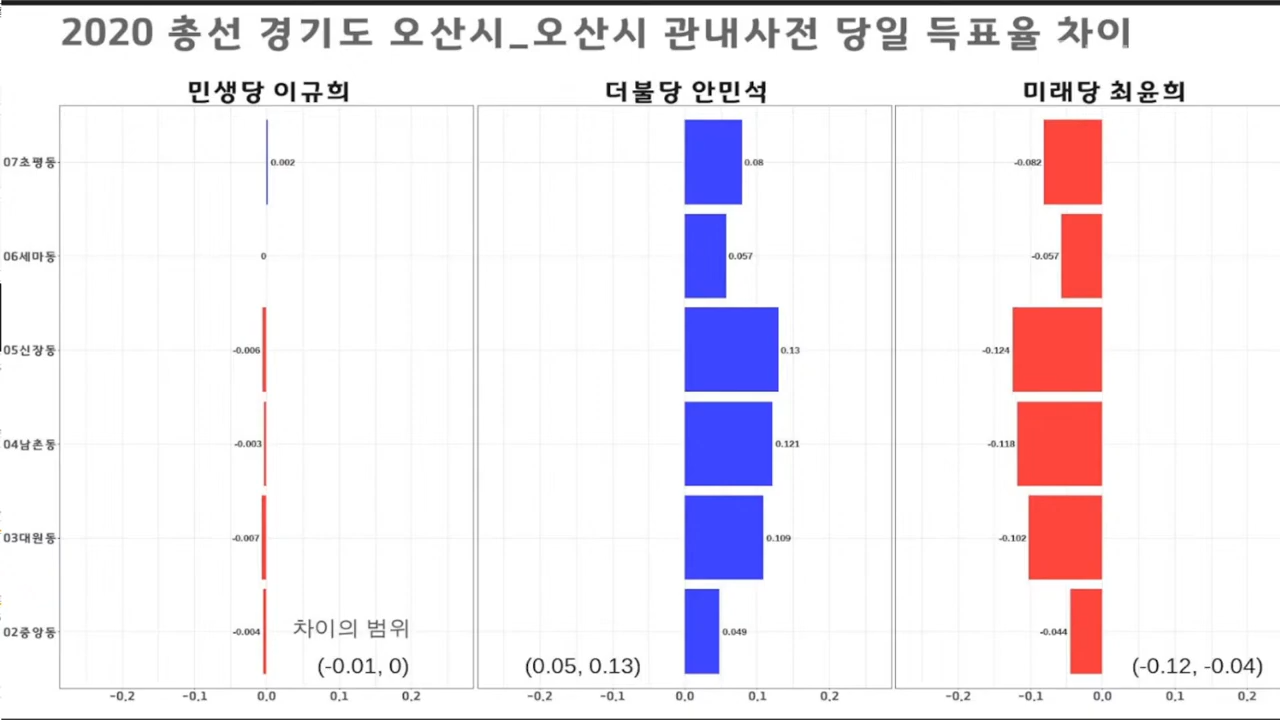 2020 총선 경기도 오산시_오산시 관내사전 당일 득표율 차이
민생당 이규희
더불당 안민석
미래당 최윤희
07초평동 0.002 0.08 -0.082
06세마동 0 0.057 -0.057
05신장동 -0.006 0.13 -0.124
04남촌동 -0.003 0.121 -0.118
03대원동 -0.007 0.109 -0.102
02중앙동 -0.004 0.049 -0.044
차이의 범위
(-0.01, 0) (0.05, 0.13) (-0.12, -0.04)
-0.2 -0.1 0.0 0.1 0.2 -0.2 -0.1 0.0 0.1 0.2 -0.2 -0.1 0.0 0.1 0.2